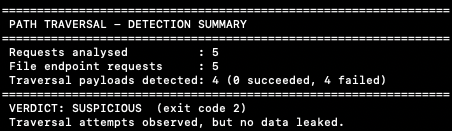 ============================================================
PATH TRAVERSAL – DETECTION SUMMARY
============================================================
Requests analysed         : 5
File endpoint requests    : 5
Traversal payloads detected: 4 (0 succeeded, 4 failed)
============================================================
VERDICT: SUSPICIOUS  (exit code 2)
Traversal attempts observed, but no data leaked.